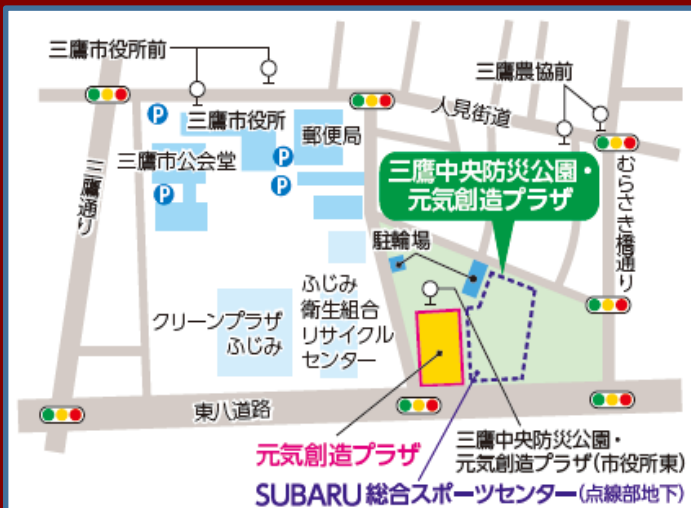 三鷹市役所前
三鷹農協前
人見街道
P
三鷹市役所
郵便局
P
三鷹市公会堂
P
P
三鷹通り
三鷹中央防災公園・
元気創造プラザ
むらさき橋通り
駐輪場
ふじみ
衛生組合
リサイクル
センター
クリーンプラザ
ふじみ
東八道路
元気創造プラザ
三鷹中央防災公園・
元気創造プラザ(市役所東)
SUBARU 総合スポーツセンター(点線部地下)